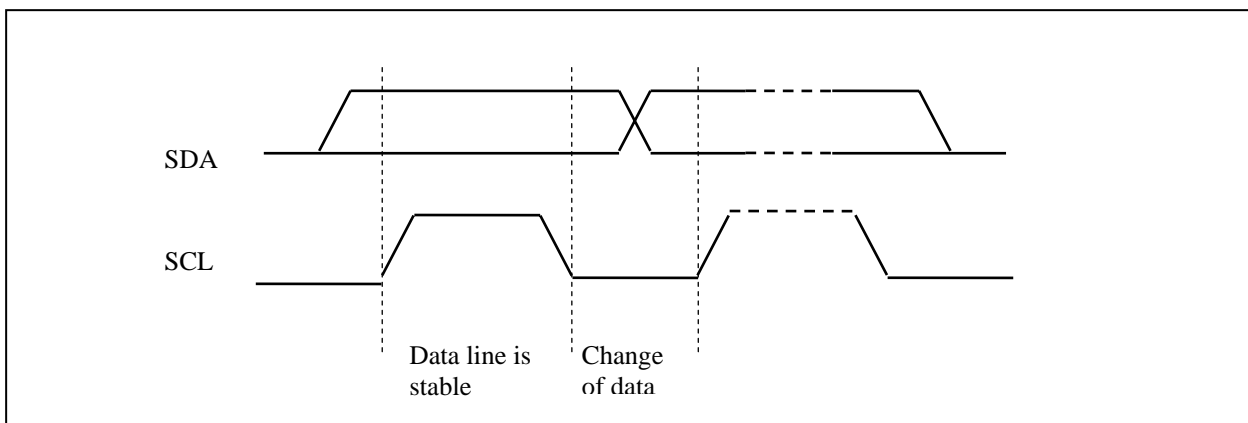 SDA
SCL
Data line is
stable
Change
of data